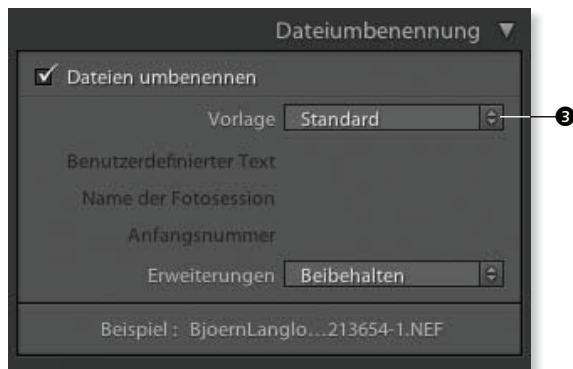 Dateiumbenennung
Dateien umbenennen
Vorlage Standard
3
Benutzerdefinierter Text
Name der Fotosession
Anfangsnummer
Erweiterungen Beibehalten
Beispiel : BjoernLanglo...213654-1.NEF